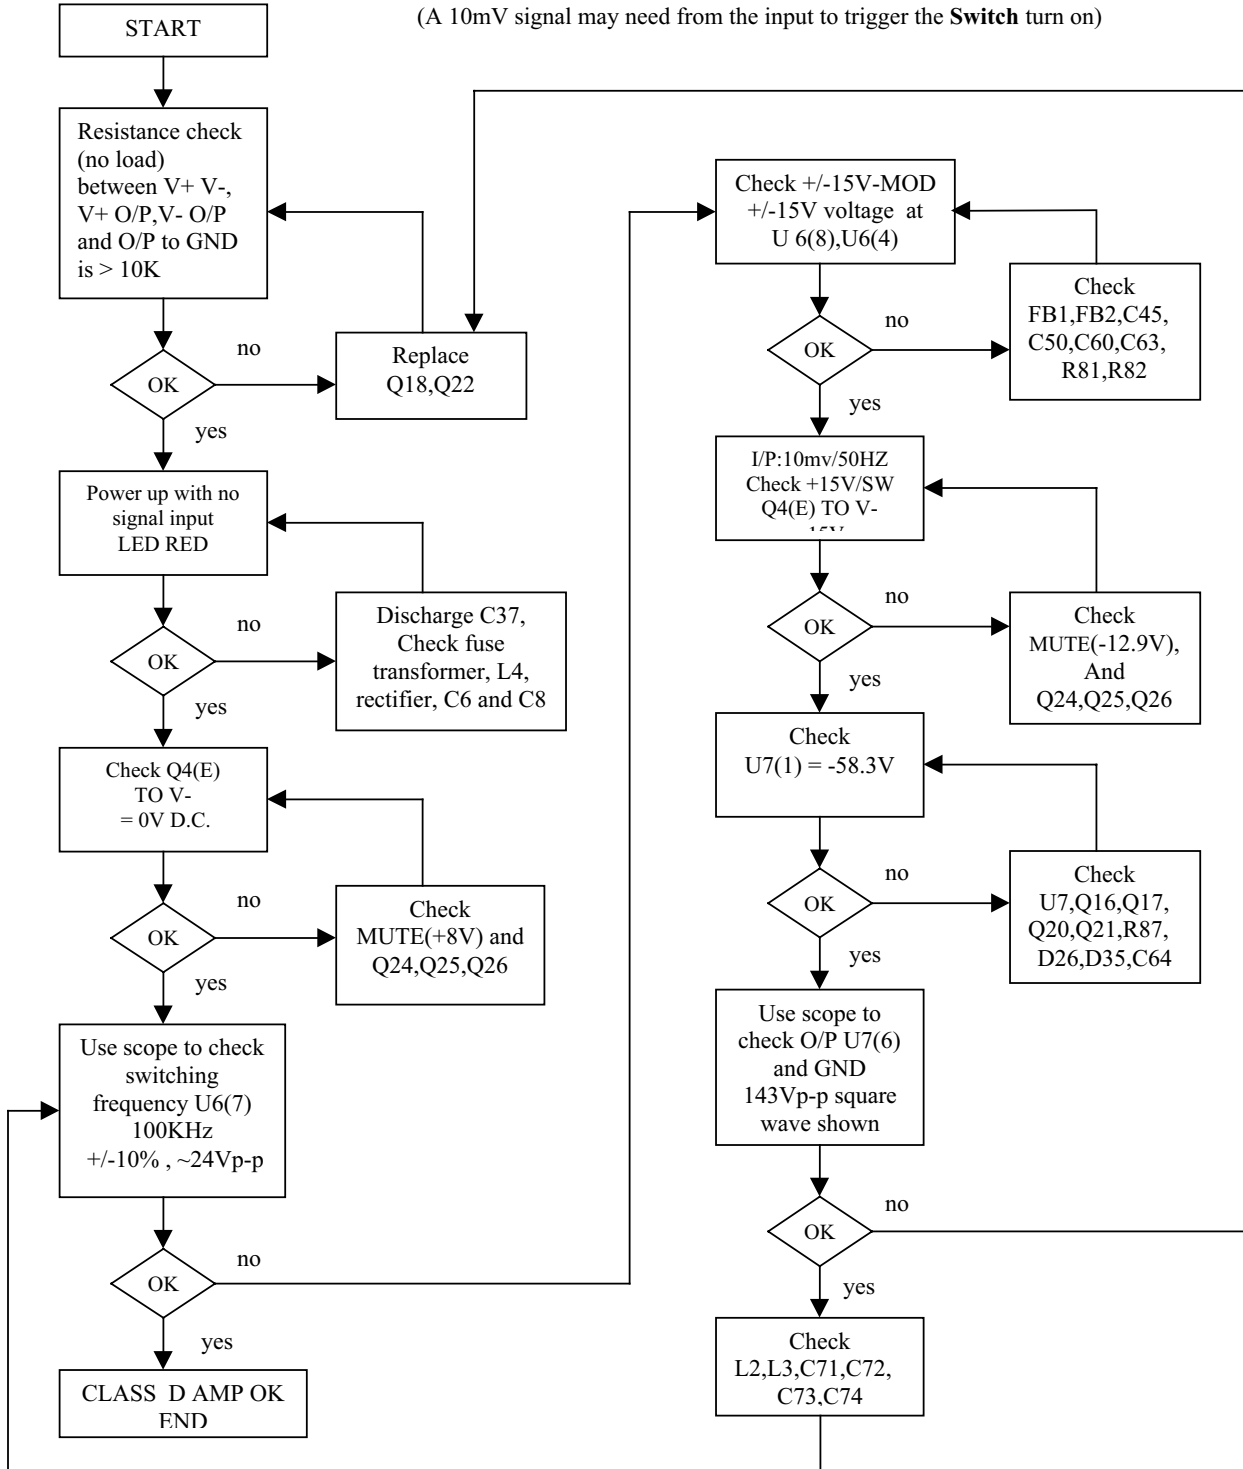 (A 10mV signal may need from the input to trigger the Switch turn on)
START
Resistance check
(no load)
between V+ V-,
V+ O/P,V- O/P
and O/P to GND
is > 10K
OK
no
yes
Replace
Q18,Q22
Power up with no
signal input
LED RED
OK
no
yes
Discharge C37,
Check fuse
transformer, L4,
rectifier, C6 and C8
Check Q4(E)
TO V-
= 0V D.C.
OK
no
yes
Check
MUTE(+8V) and
Q24,Q25,Q26
Use scope to check
switching
frequency U6(7)
100KHz
+/-10% , ~24Vp-p
OK
no
yes
CLASS D AMP OK
END
Check +/-15V-MOD
+/-15V voltage at
U 6(8),U6(4)
OK
no
yes
Check
FB1,FB2,C45,
C50,C60,C63,
R81,R82
I/P:10mv/50HZ
Check +15V/SW
Q4(E) TO V-
15V
OK
no
yes
Check
MUTE(-12.9V),
And
Q24,Q25,Q26
Check
U7(1) = -58.3V
OK
no
yes
Check
U7,Q16,Q17,
Q20,Q21,R87,
D26,D35,C64
Use scope to
check O/P U7(6)
and GND
143Vp-p square
wave shown
OK
no
yes
Check
L2,L3,C71,C72,
C73,C74